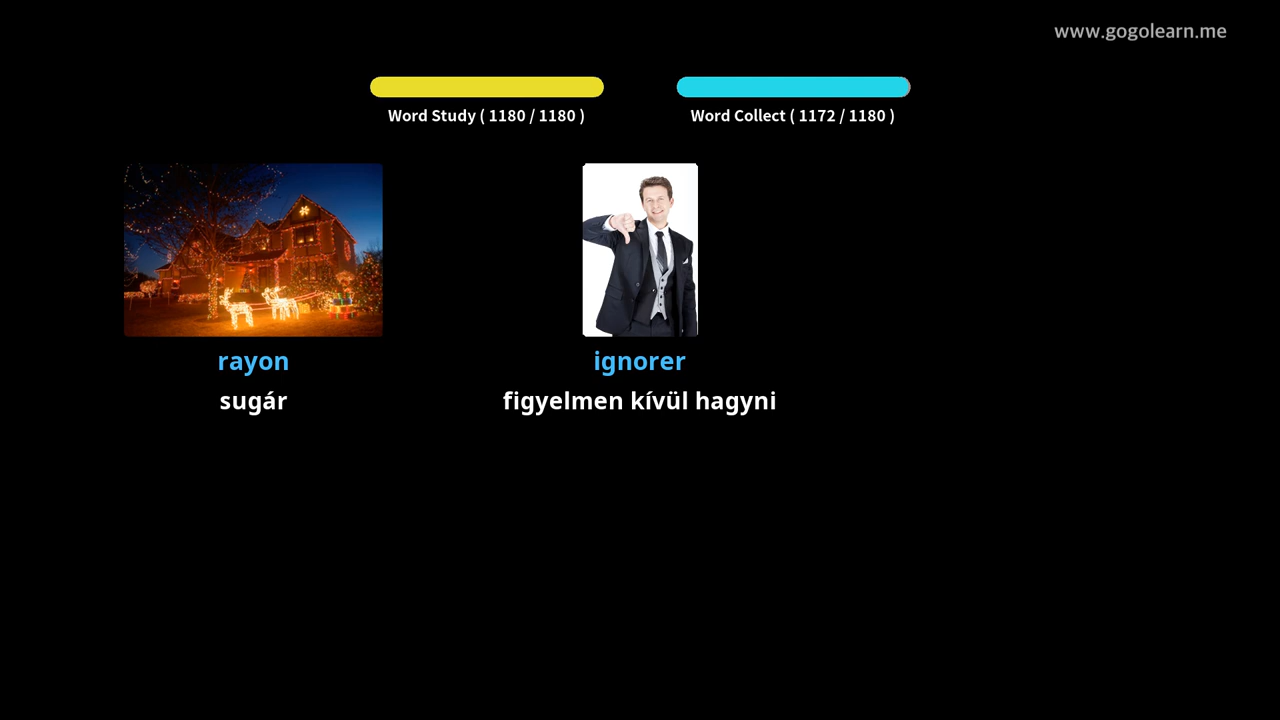 www.gogolearn.me
Word Study ( 1180 / 1180 )
Word Collect ( 1172 / 1180 )
rayon
sugár
ignorer
figyelmen kívül hagyni